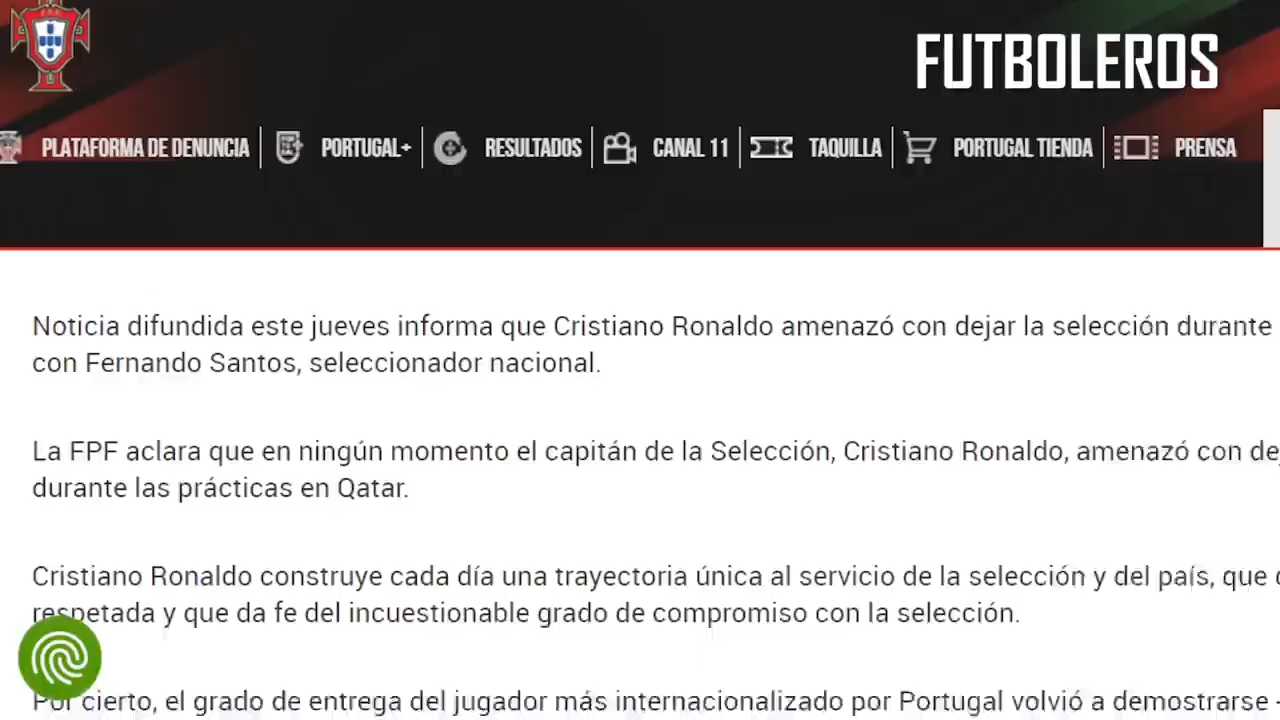 FUTBOLEROS
PLATAFORMA DE DENUNCIA PORTUGAL+ RESULTADOS CANAL 11 TAQUILLA PORTUGAL TIENDA PRENSA
Noticia difundida este jueves informa que Cristiano Ronaldo amenazó con dejar la selección durante
con Fernando Santos, seleccionador nacional.
La FPF aclara que en ningún momento el capitán de la Selección, Cristiano Ronaldo, amenazó con de
durante las prácticas en Qatar.
Cristiano Ronaldo construye cada día una trayectoria única al servicio de la selección y del país, que
respetada y que da fe del incuestionable grado de compromiso con la selección.
Por cierto, el grado de entrega del jugador más internacionalizado por Portugal volvió a demostrarse